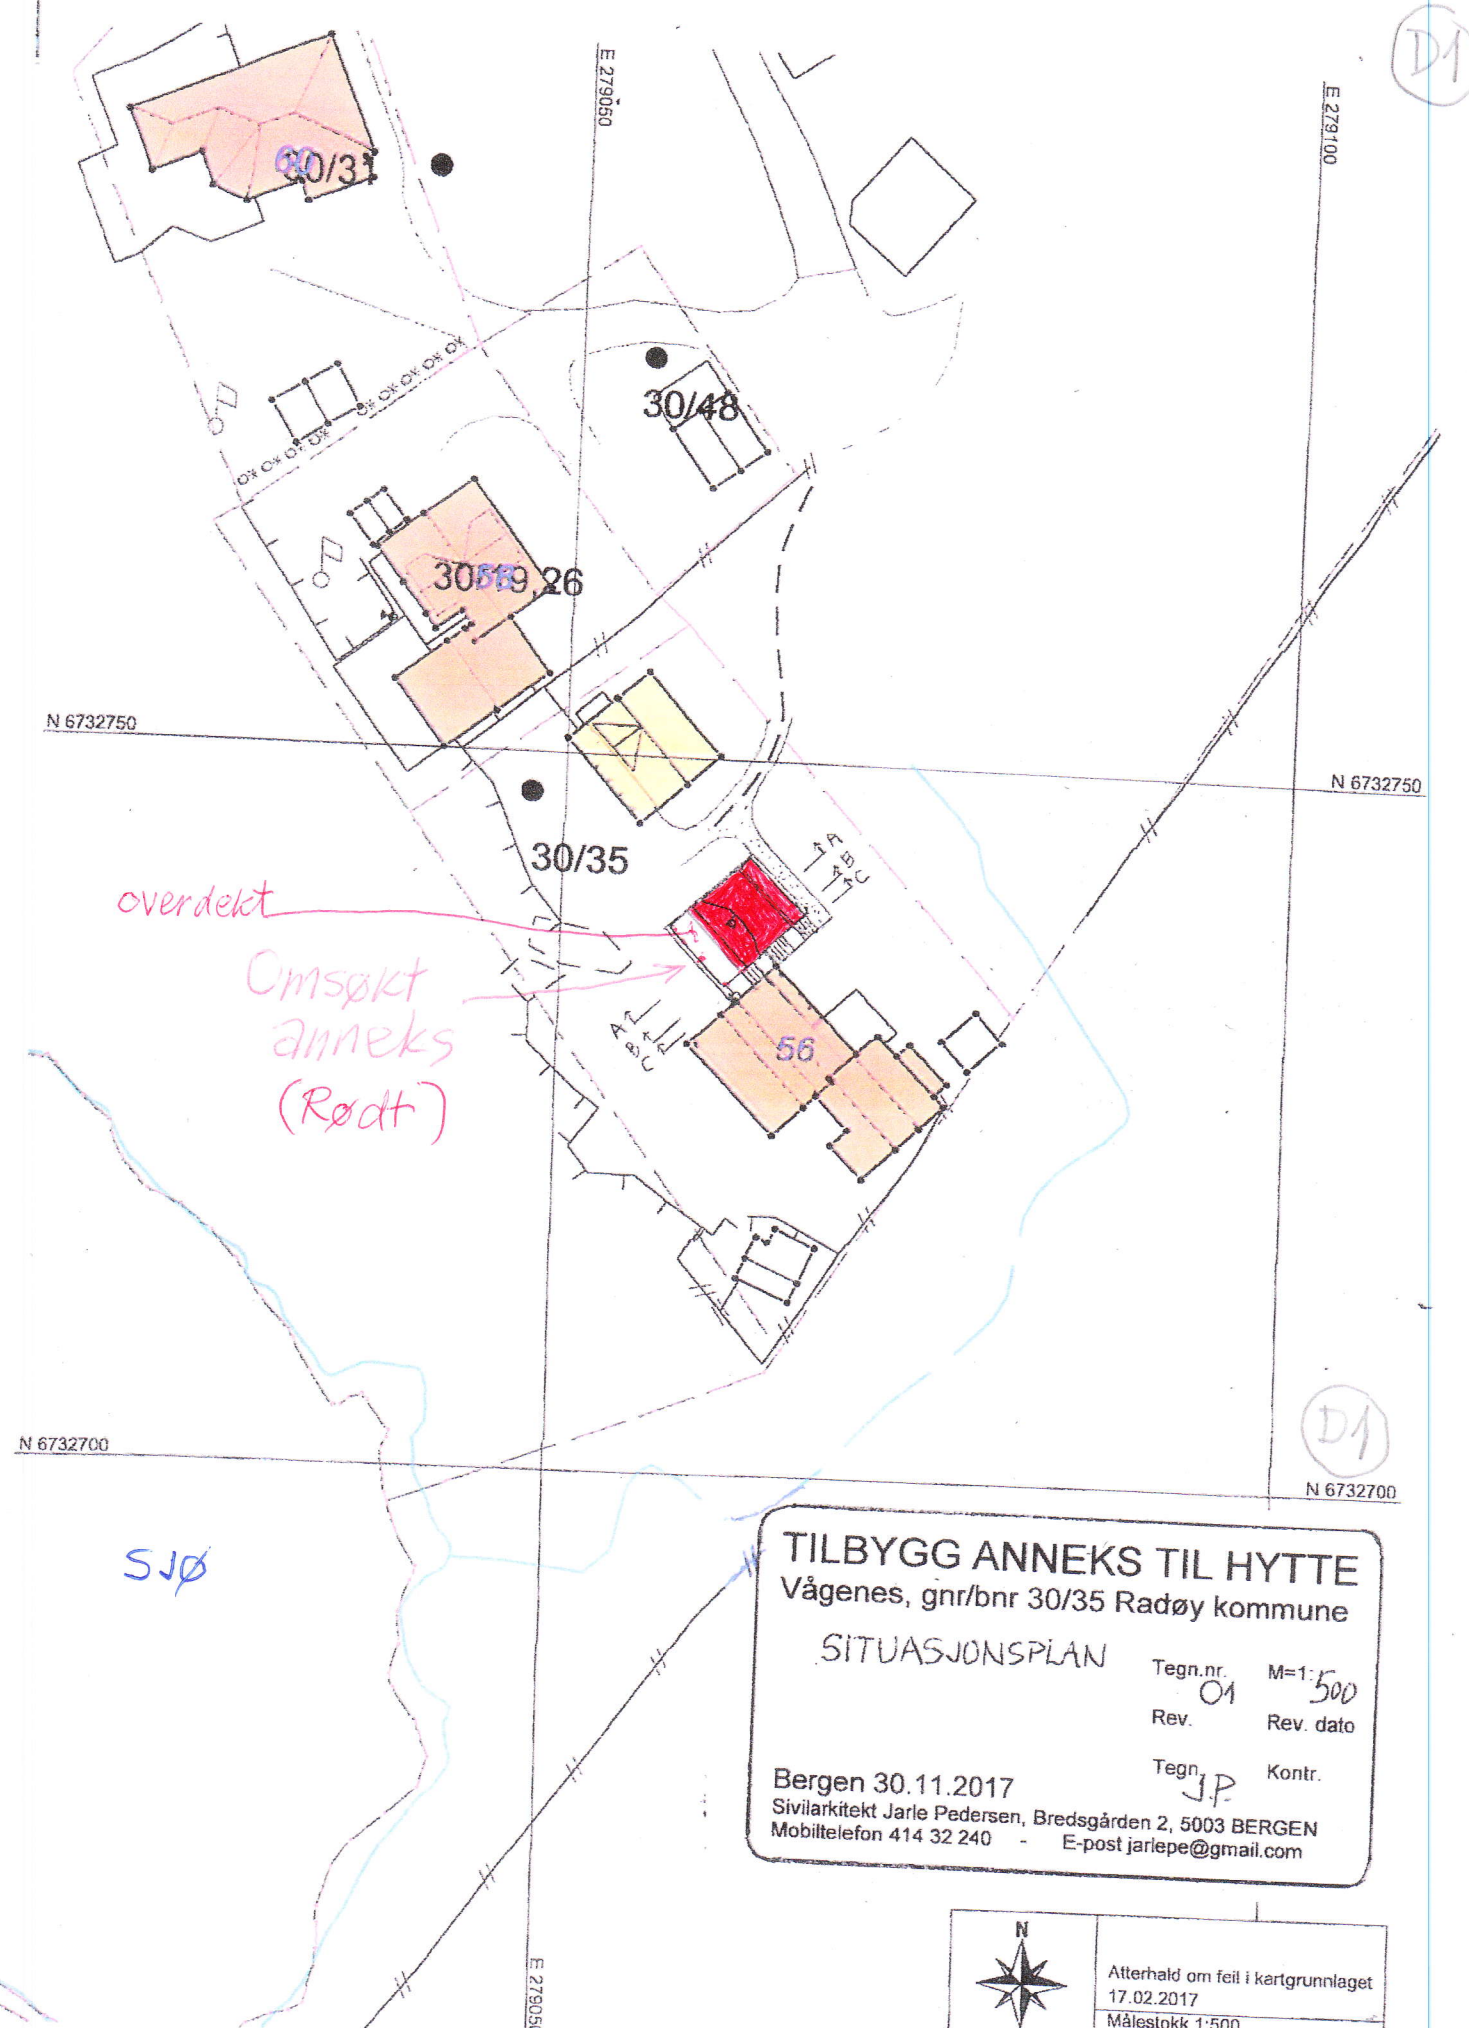 D1
E 279050
E 279100
60
30/31
30/48
30/19,26
N 6732750
N 6732750
30/35
A
B
C
overdekt
Omsøkt
anneks
(Rødt)
A
B
C
56
N 6732700
D1
N 6732700
SJØ
TILBYGG ANNEKS TIL HYTTE
Vågenes, gnr/bnr 30/35 Radøy kommune
SITUASJONSPLAN
Tegn.nr. M=1:500
01
Rev. Rev. dato
Tegn. J.P. Kontr.
Bergen 30.11.2017
Sivilarkitekt Jarle Pedersen, Bredsgården 2, 5003 BERGEN
Mobiltelefon 414 32 240 - E-post jarlepe@gmail.com
E 279050
N
Atterhald om feil i kartgrunnlaget
17.02.2017
Målestokk 1:500